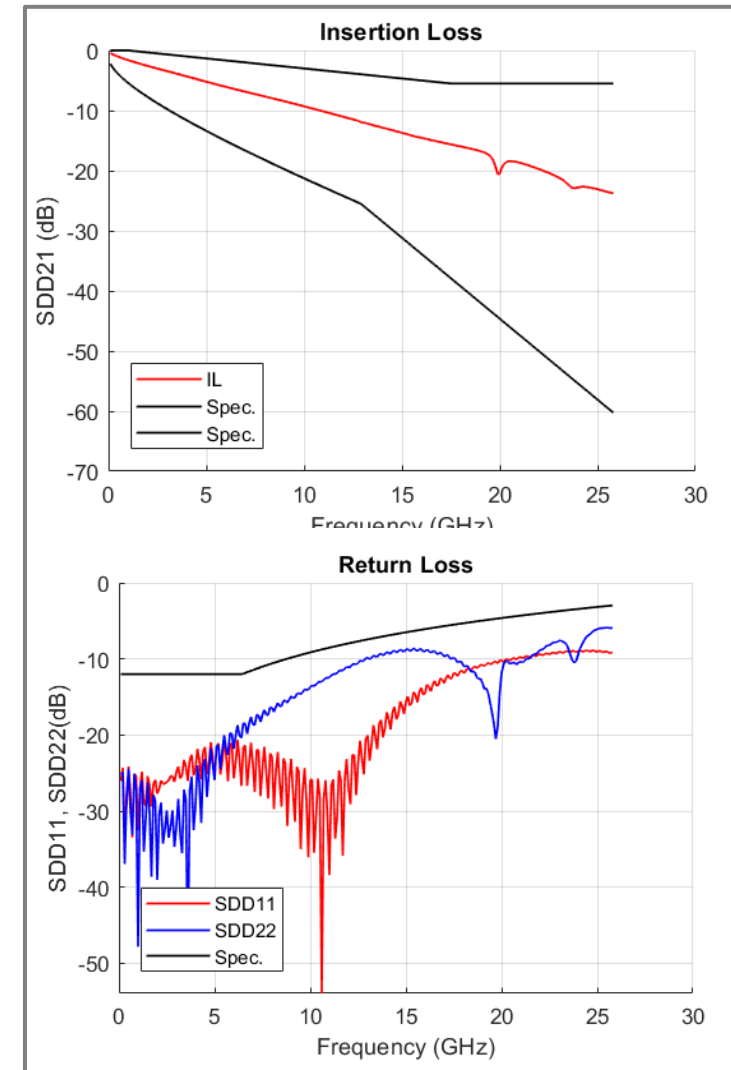 Insertion Loss
0
-10
-20
-30
-40
-50
-60
-70
SDD21 (dB)
IL
Spec.
Spec.
0 5 10 15 20 25 30
Frequency (GHz)
Return Loss
0
-10
-20
-30
-40
-50
SDD11, SDD22(dB)
SDD11
SDD22
Spec.
0 5 10 15 20 25 30
Frequency (GHz)